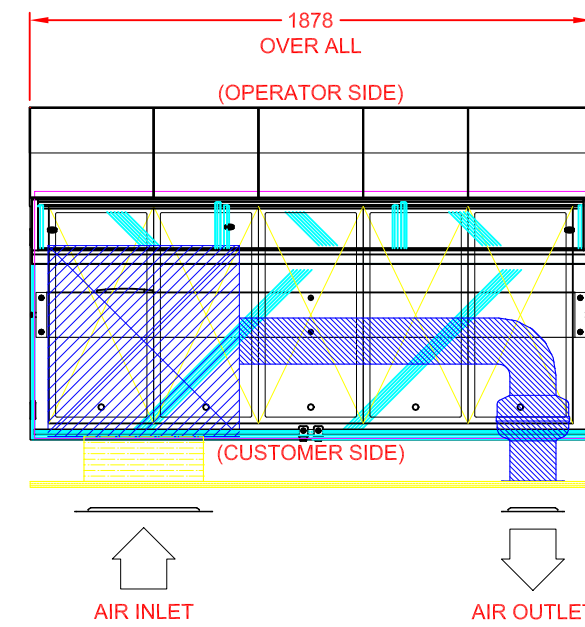 1878
OVER ALL
(OPERATOR SIDE)
(CUSTOMER SIDE)
AIR INLET
AIR OUTLET